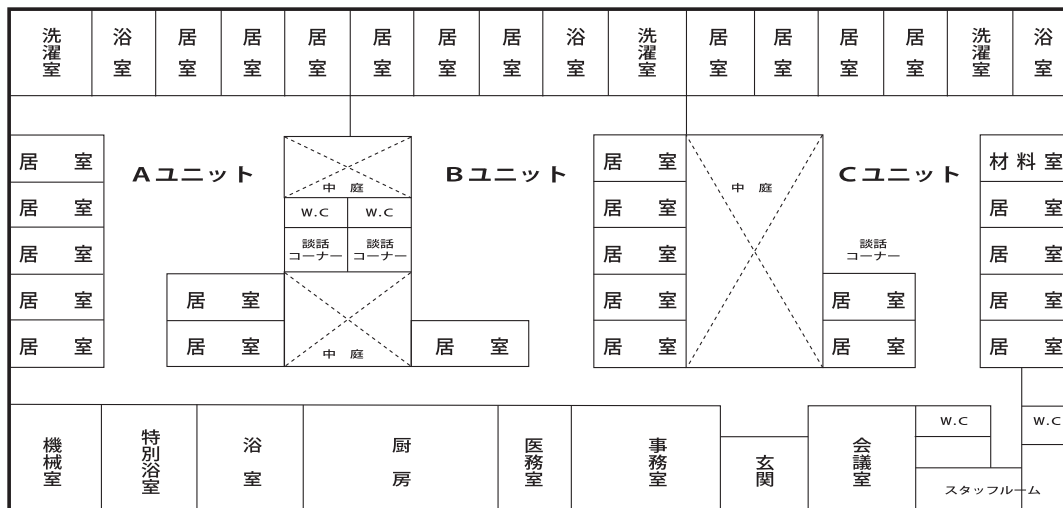 洗濯室
浴室
居室
居室
居室
居室
居室
居室
浴室
洗濯室
居室
居室
居室
居室
洗濯室
浴室
居室
Aユニット
中庭
Bユニット
居室
中庭
Cユニット
材料室
居室
W.C
W.C
居室
居室
居室
談話
コーナー
談話
コーナー
居室
談話
コーナー
居室
居室
居室
居室
居室
居室
居室
居室
中庭
居室
居室
居室
居室
機械室
特別浴室
浴室
厨房
医務室
事務室
玄関
会議室
W.C
W.C
スタッフルーム